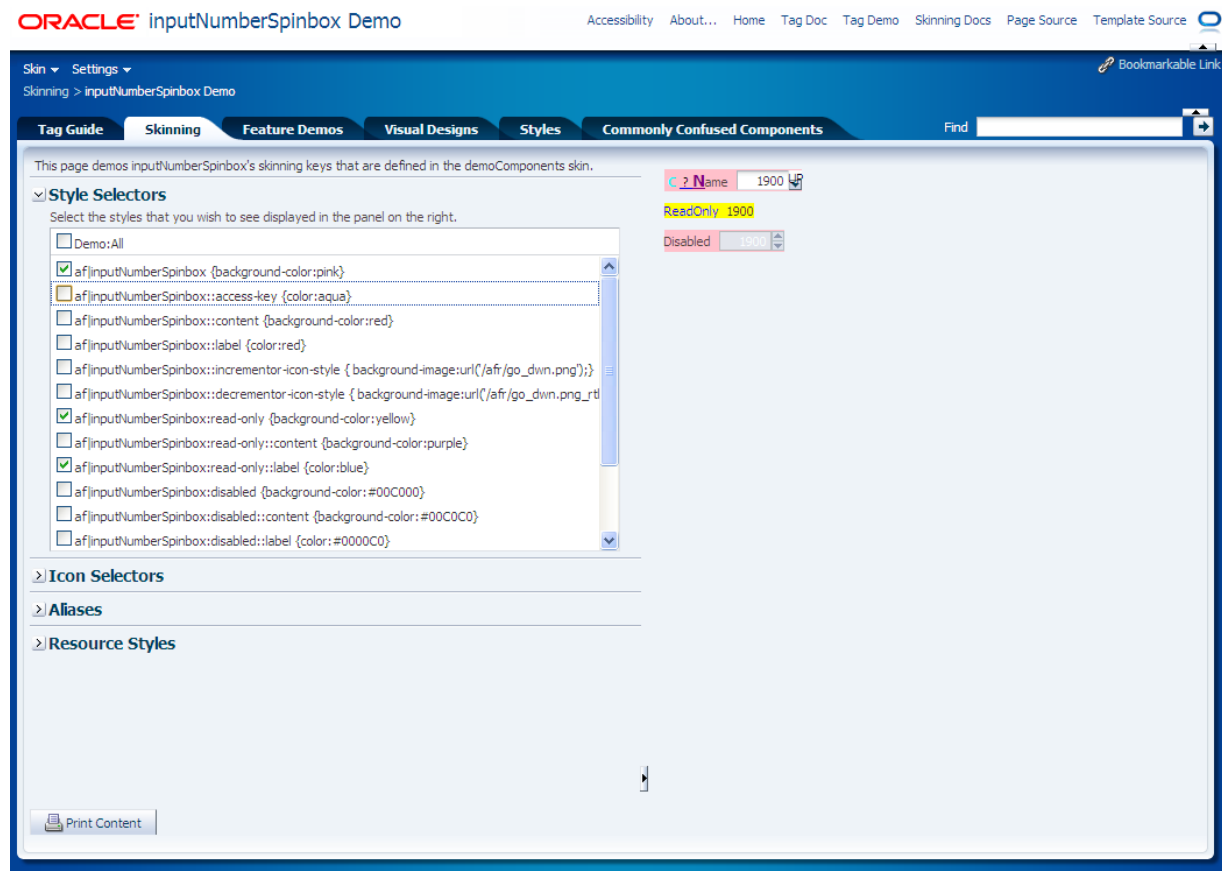 ORACLE inputNumberSpinbox Demo
Accessibility About... Home Tag Doc Tag Demo Skinning Docs Page Source Template Source
Skin Settings
Bookmarkable Link
Skinning > inputNumberSpinbox Demo
Tag Guide Skinning Feature Demos Visual Designs Styles Commonly Confused Components Find
This page demos inputNumberSpinbox's skinning keys that are defined in the demoComponents skin.
Style Selectors
Select the styles that you wish to see displayed in the panel on the right.
Demo:All
af|inputNumberSpinbox {background-color:pink}
af|inputNumberSpinbox::access-key {color:aqua}
af|inputNumberSpinbox::content {background-color:red}
af|inputNumberSpinbox::label {color:red}
af|inputNumberSpinbox::incrementor-icon-style { background-image:url('/afr/go_dwn.png');}
af|inputNumberSpinbox::decrementor-icon-style { background-image:url('/afr/go_dwn.png_rtl
af|inputNumberSpinbox:read-only {background-color:yellow}
af|inputNumberSpinbox:read-only::content {background-color:purple}
af|inputNumberSpinbox:read-only::label {color:blue}
af|inputNumberSpinbox:disabled {background-color:#00C000}
af|inputNumberSpinbox:disabled::content {background-color:#00C0C0}
af|inputNumberSpinbox:disabled::label {color:#0000C0}
Icon Selectors
Aliases
Resource Styles
Print Content
C ? Name 1900
ReadOnly 1900
Disabled 1900